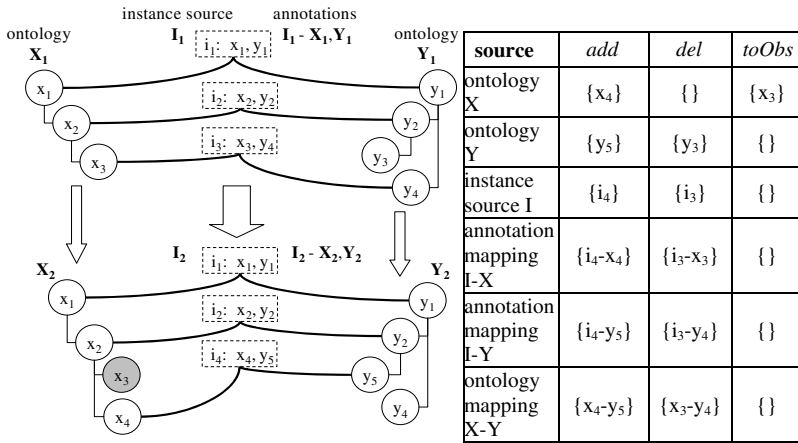 instance source annotations
ontology X₁ I₁ I₁ - X₁,Y₁ ontology Y₁
i₁: x₁, y₁
x₁ y₁
i₂: x₂, y₂
x₂ y₂
i₃: x₃, y₄
x₃ y₃
y₄
X₂ I₂ I₂ - X₂,Y₂ Y₂
i₁: x₁, y₁
x₁ y₁
i₂: x₂, y₂
x₂ y₂
i₄: x₄, y₅
x₃ y₅
x₄ y₄
source add del toObs
ontology X {x₄} {} {x₃}
ontology Y {y₅} {y₃} {}
instance source I {i₄} {i₃} {}
annotation mapping I-X {i₄-x₄} {i₃-x₃} {}
annotation mapping I-Y {i₄-y₅} {i₃-y₄} {}
ontology mapping X-Y {x₄-y₅} {x₃-y₄} {}